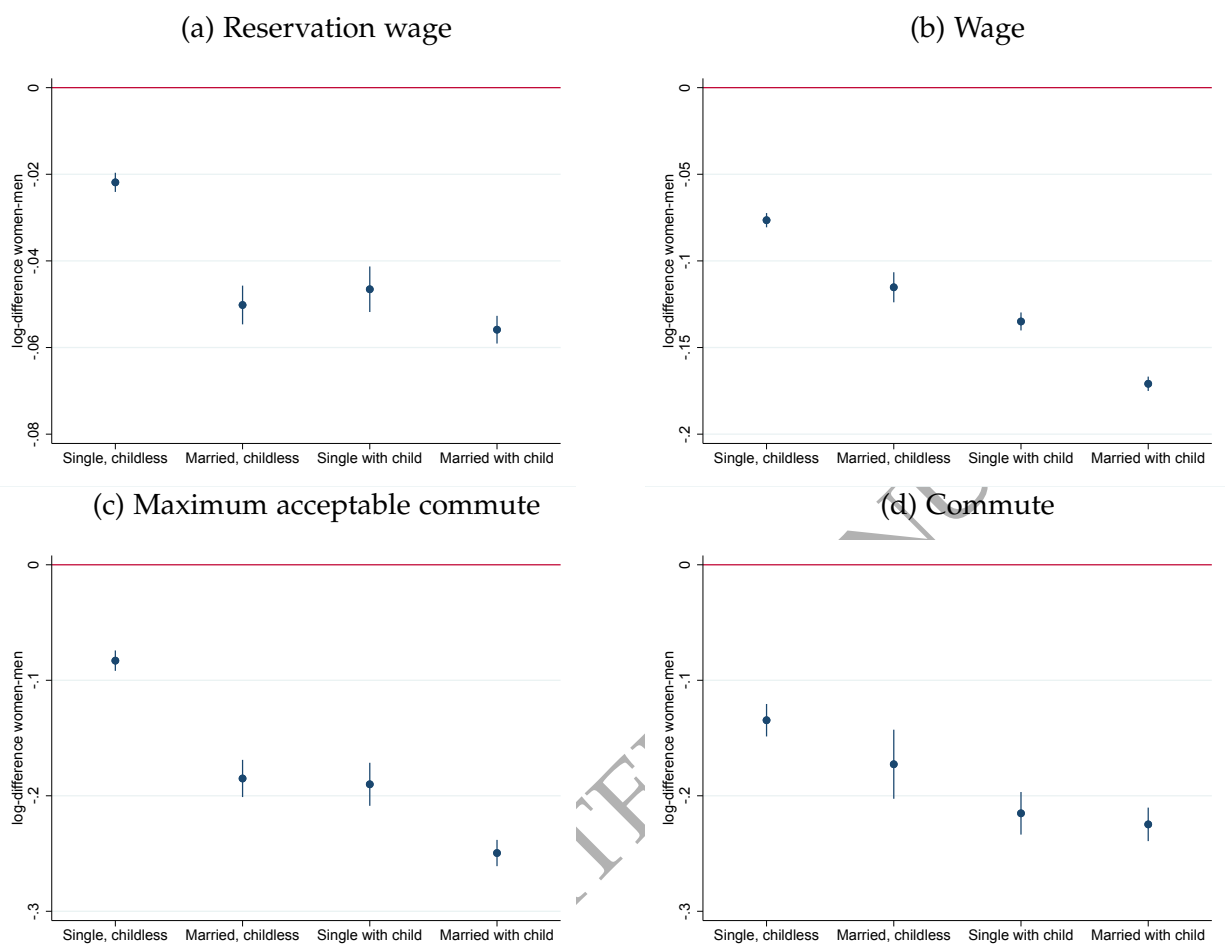 (a) Reservation wage
(b) Wage
log-difference women-men
0
-.02
-.04
-.06
-.08
Single, childless Married, childless Single with child Married with child
log-difference women-men
0
-.05
-.1
-.15
-.2
Single, childless Married, childless Single with child Married with child
(c) Maximum acceptable commute
(d) Commute
log-difference women-men
0
-.1
-.2
-.3
Single, childless Married, childless Single with child Married with child
log-difference women-men
0
-.1
-.2
-.3
Single, childless Married, childless Single with child Married with child